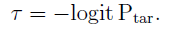 τ = −logit P_tar.